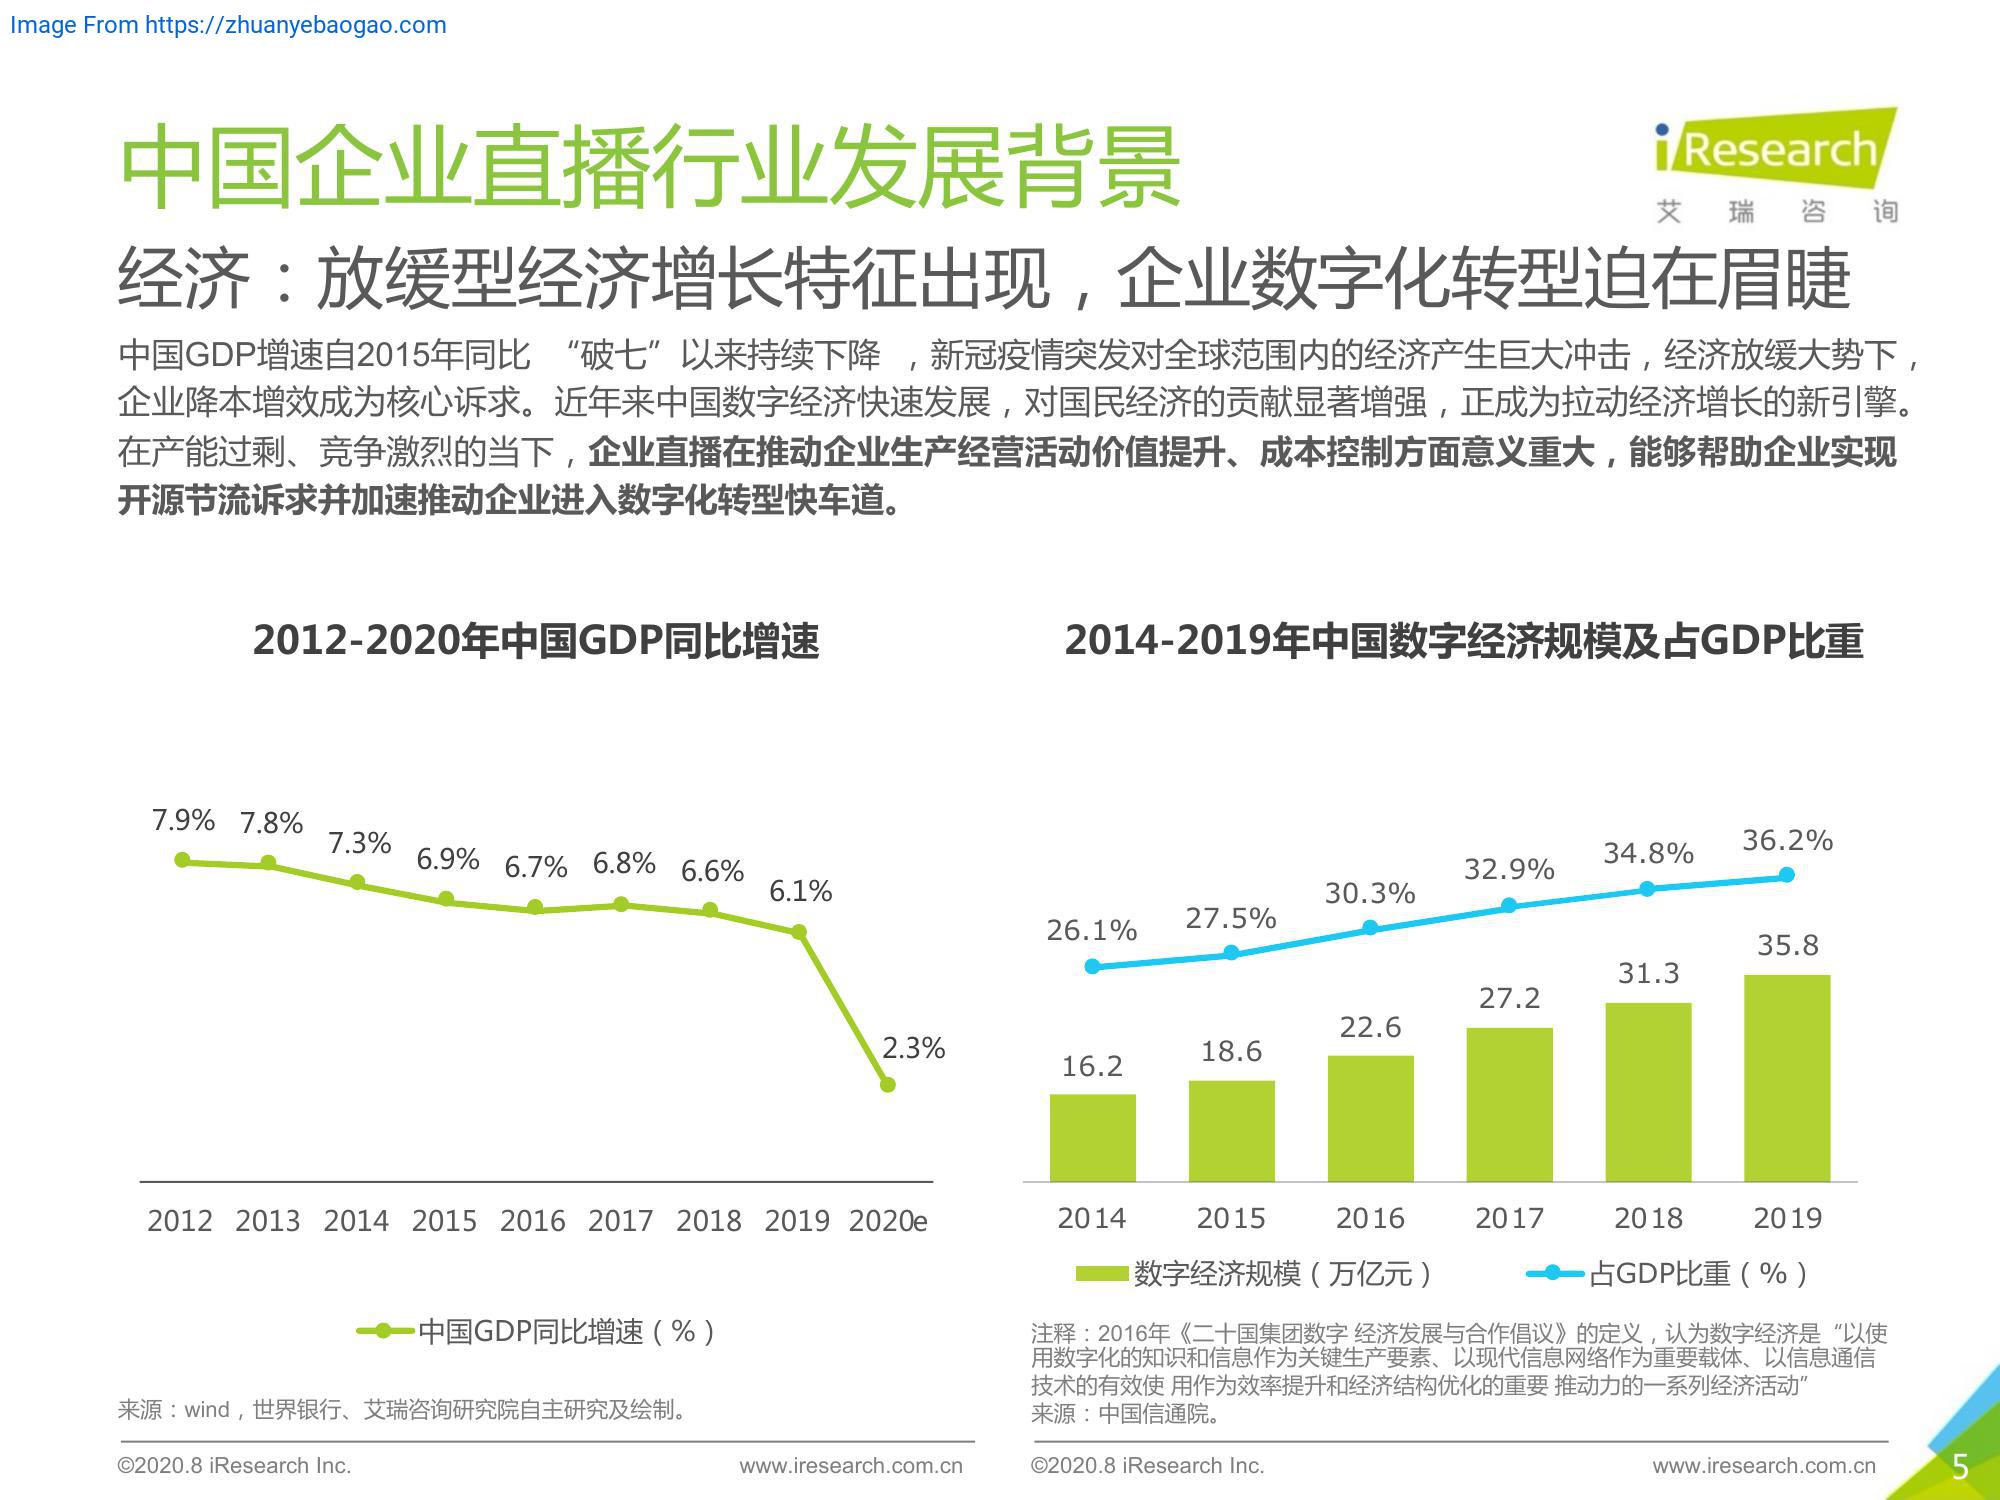 Image From https://zhuanyebaogao.com
中国企业直播行业发展背景
iResearch
艾瑞咨询
经济：放缓型经济增长特征出现，企业数字化转型迫在眉睫
中国GDP增速自2015年同比 “破七”以来持续下降 ，新冠疫情突发对全球范围内的经济产生巨大冲击，经济放缓大势下，
企业降本增效成为核心诉求。近年来中国数字经济快速发展，对国民经济的贡献显著增强，正成为拉动经济增长的新引擎。
在产能过剩、竞争激烈的当下，企业直播在推动企业生产经营活动价值提升、成本控制方面意义重大，能够帮助企业实现
开源节流诉求并加速推动企业进入数字化转型快车道。
2012-2020年中国GDP同比增速
7.9% 7.8% 7.3% 6.9% 6.7% 6.8% 6.6% 6.1% 2.3%
2012 2013 2014 2015 2016 2017 2018 2019 2020e
中国GDP同比增速（%）
来源：wind，世界银行、艾瑞咨询研究院自主研究及绘制。
©2020.8 iResearch Inc. www.iresearch.com.cn
2014-2019年中国数字经济规模及占GDP比重
26.1% 27.5% 30.3% 32.9% 34.8% 36.2%
16.2 18.6 22.6 27.2 31.3 35.8
2014 2015 2016 2017 2018 2019
数字经济规模（万亿元） 占GDP比重（%）
注释：2016年《二十国集团数字 经济发展与合作倡议》的定义，认为数字经济是“以使
用数字化的知识和信息作为关键生产要素、以现代信息网络作为重要载体、以信息通信
技术的有效使 用作为效率提升和经济结构优化的重要 推动力的一系列经济活动”
来源：中国信通院。
©2020.8 iResearch Inc. www.iresearch.com.cn
5